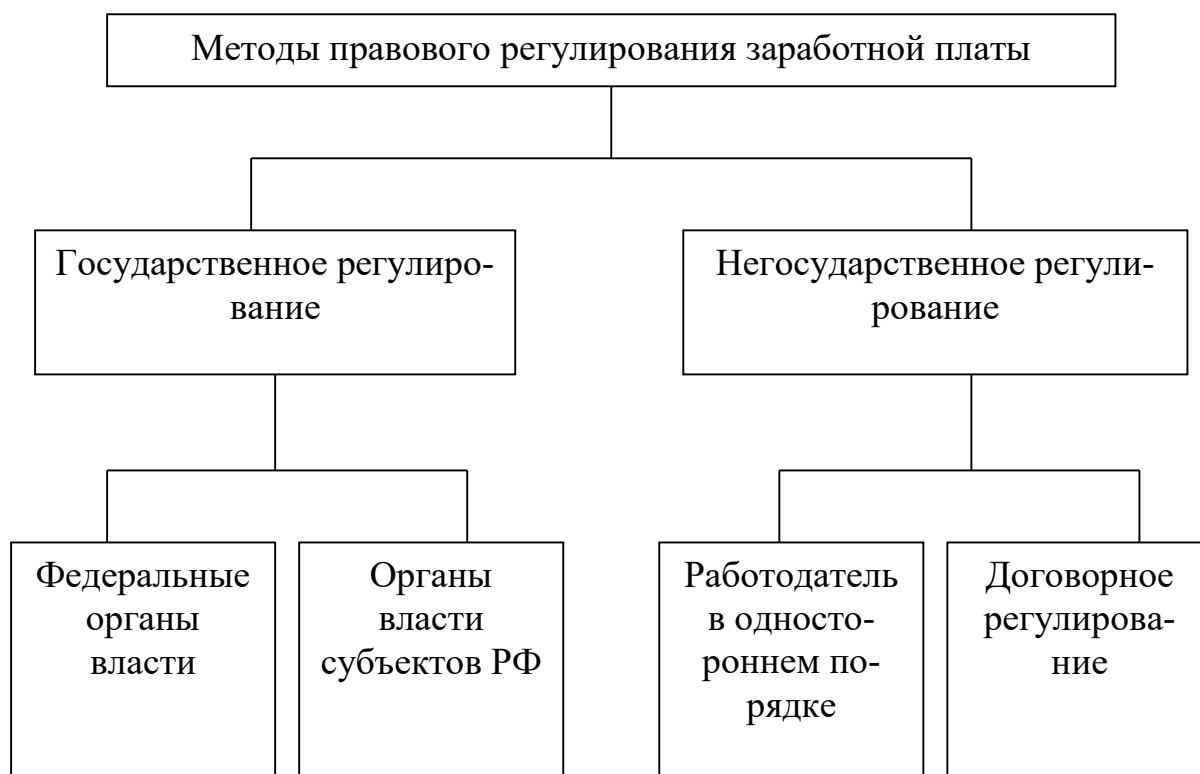 Методы правового регулирования заработной платы
Государственное регулиро-
вание
Негосударственное регули-
рование
Федеральные
органы
власти
Органы
власти
субъектов РФ
Работодатель
в односто-
роннем по-
рядке
Договорное
регулирова-
ние